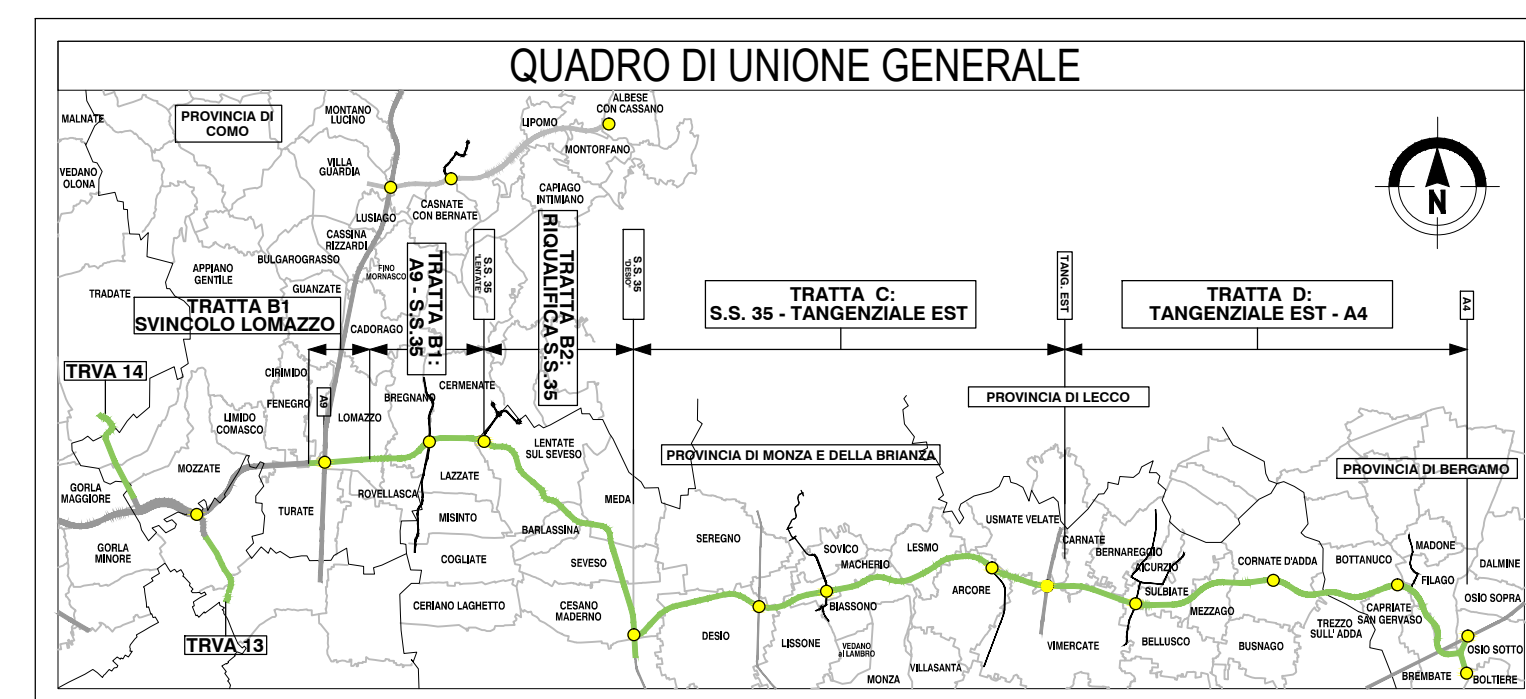 QUADRO DI UNIONE GENERALE
MALNATE
PROVINCIA DI
COMO
MONTANO
LUCINO
LIPOMO
ALBESE
CON CASSANO
MONTORFANO
VEDANO
OLONA
VILLA
GUARDIA
CASNATE
CON BERNATE
CAPIAGO
INTIMIANO
N
LUSIAGO
CASSINA
RIZZARDI
BULGAROGRASSO
FINO
MORNASCO
APPIANO
GENTILE
GUANZATE
TRADATE
TRATTA B1
SVINCOLO LOMAZZO
CADORAGO
TRATTA B1:
A9 - S.S.35
S.S. 35
"LENTATE"
TRATTA B2:
RIQUALIFICA S.S.35
S.S. 35
"DESIO"
TRATTA C:
S.S. 35 - TANGENZIALE EST
TANG. EST
TRATTA D:
TANGENZIALE EST - A4
A4
TRVA 14
CIRIMIDO
FENEGRO
A9
LOMAZZO
BREGNANO
CERMENATE
LIMIDO
COMASCO
PROVINCIA DI LECCO
MOZZATE
LENTATE
SUL SEVESO
PROVINCIA DI MONZA E DELLA BRIANZA
PROVINCIA DI BERGAMO
GORLA
MAGGIORE
LAZZATE
ROVELLASCA
MEDA
TURATE
MISINTO
BARLASSINA
USMATE VELATE
GORLA
MINORE
COGLIATE
SEVESO
SEREGNO
SOVICO
MACHERIO
LESMO
CARNATE
BERNAREGGIO
AICURZIO
CORNATE D'ADDA
BOTTANUCO
MADONE
DALMINE
FILAGO
CERIANO LAGHETTO
CESANO
MADERNO
ARCORE
SULBIATE
MEZZAGO
OSIO SOPRA
BIASSONO
CAPRIATE
SAN GERVASO
TREZZO
SULL' ADDA
TRVA 13
DESIO
LISSONE
VEDANO
al LAMBRO
MONZA
VILLASANTA
VIMERCATE
BELLUSCO
BUSNAGO
OSIO SOTTO
BREMBATE
BOLTIERE